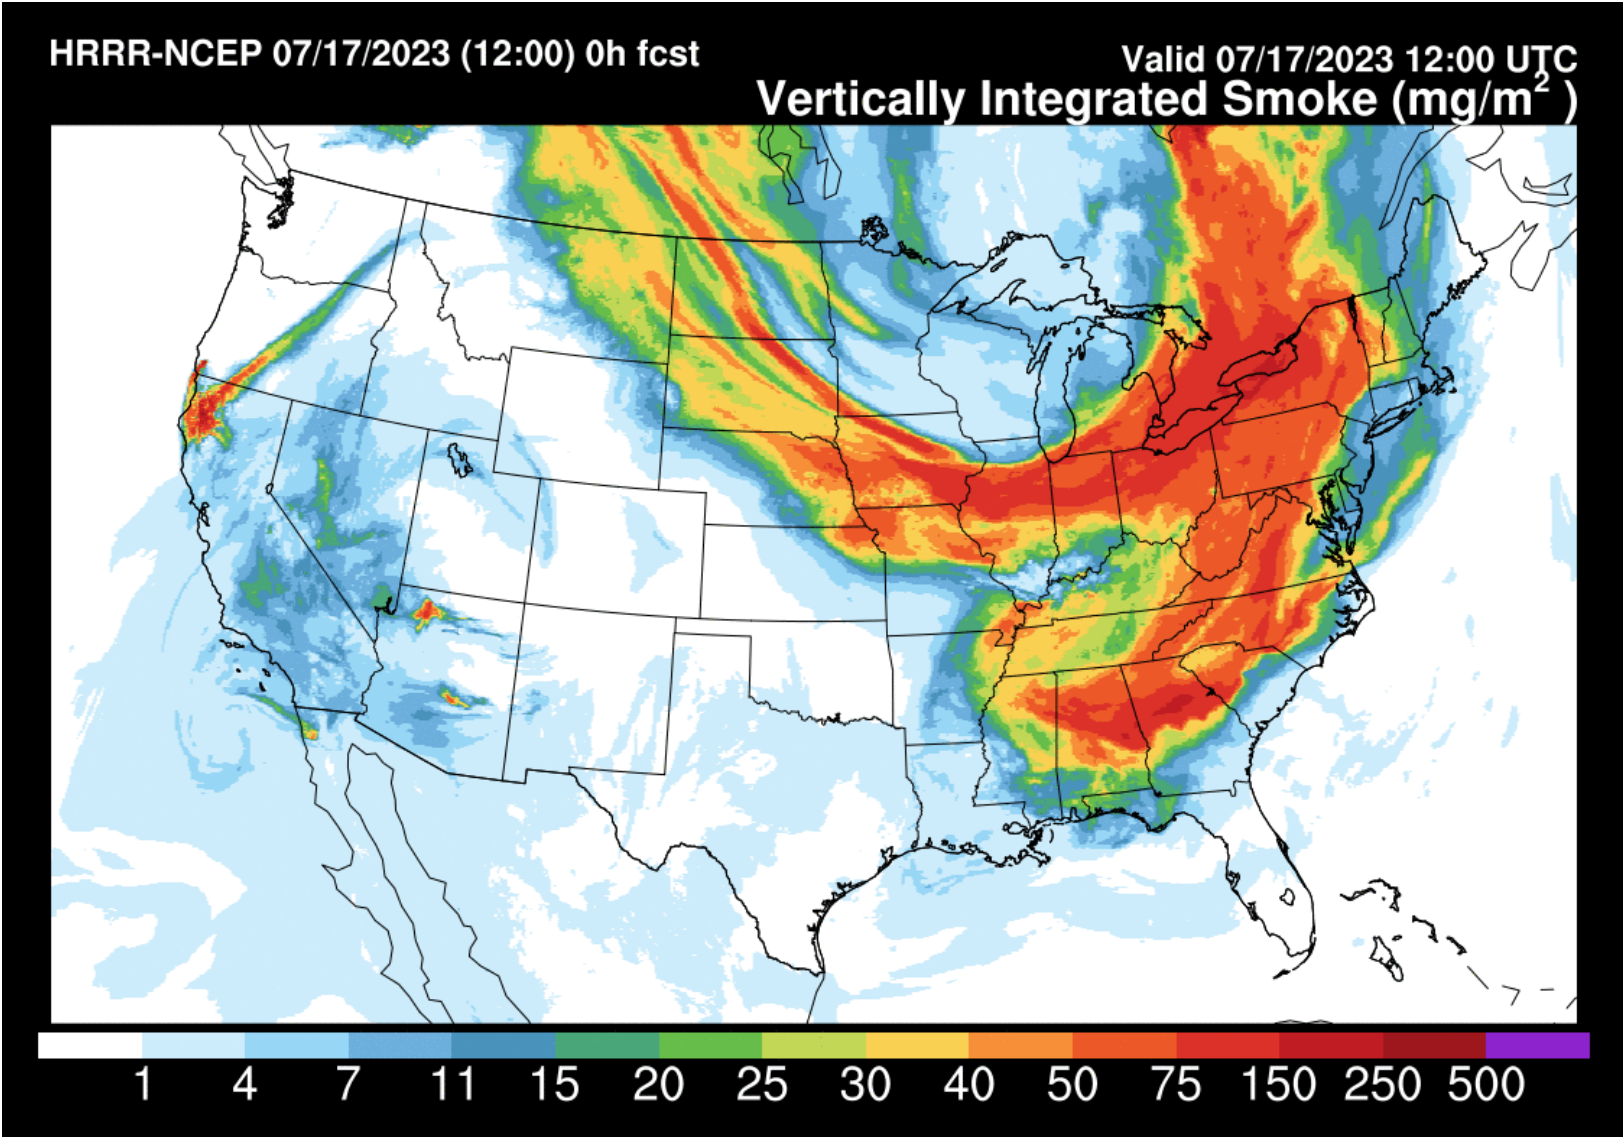 HRRR-NCEP 07/17/2023 (12:00) 0h fcst
Valid 07/17/2023 12:00 UTC
Vertically Integrated Smoke (mg/m²)
1 4 7 11 15 20 25 30 40 50 75 150 250 500